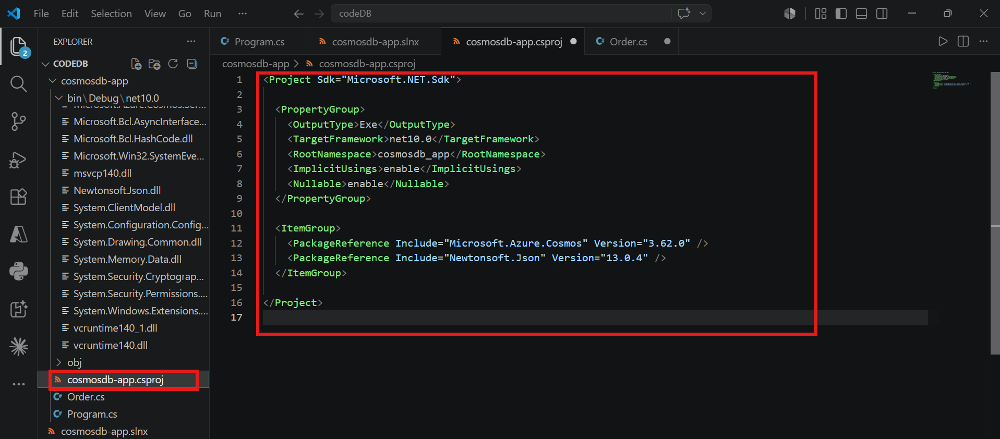 File Edit Selection View Go Run ··· codeDB
EXPLORER ···
2
CODEDB
cosmosdb-app
bin\Debug\net10.0
Microsoft.Azure.Cosmos.Ser...
Microsoft.Bcl.AsyncInterface...
Microsoft.Bcl.HashCode.dll
Microsoft.Win32.SystemEve...
msvcp140.dll
Newtonsoft.Json.dll
System.ClientModel.dll
System.Configuration.Config...
System.Drawing.Common.dll
System.Memory.Data.dll
System.Security.Cryptograp...
System.Security.Permissions....
System.Windows.Extensions....
vcruntime140_1.dll
vcruntime140.dll
obj
cosmosdb-app.csproj
C# Order.cs
C# Program.cs
cosmosdb-app.slnx
C# Program.cs cosmosdb-app.slnx cosmosdb-app.csproj C# Order.cs
cosmosdb-app > cosmosdb-app.csproj
1 <Project Sdk="Microsoft.NET.Sdk">
2
3 <PropertyGroup>
4 <OutputType>Exe</OutputType>
5 <TargetFramework>net10.0</TargetFramework>
6 <RootNamespace>cosmosdb_app</RootNamespace>
7 <ImplicitUsings>enable</ImplicitUsings>
8 <Nullable>enable</Nullable>
9 </PropertyGroup>
10
11 <ItemGroup>
12 <PackageReference Include="Microsoft.Azure.Cosmos" Version="3.62.0" />
13 <PackageReference Include="Newtonsoft.Json" Version="13.0.4" />
14 </ItemGroup>
15
16 </Project>
17